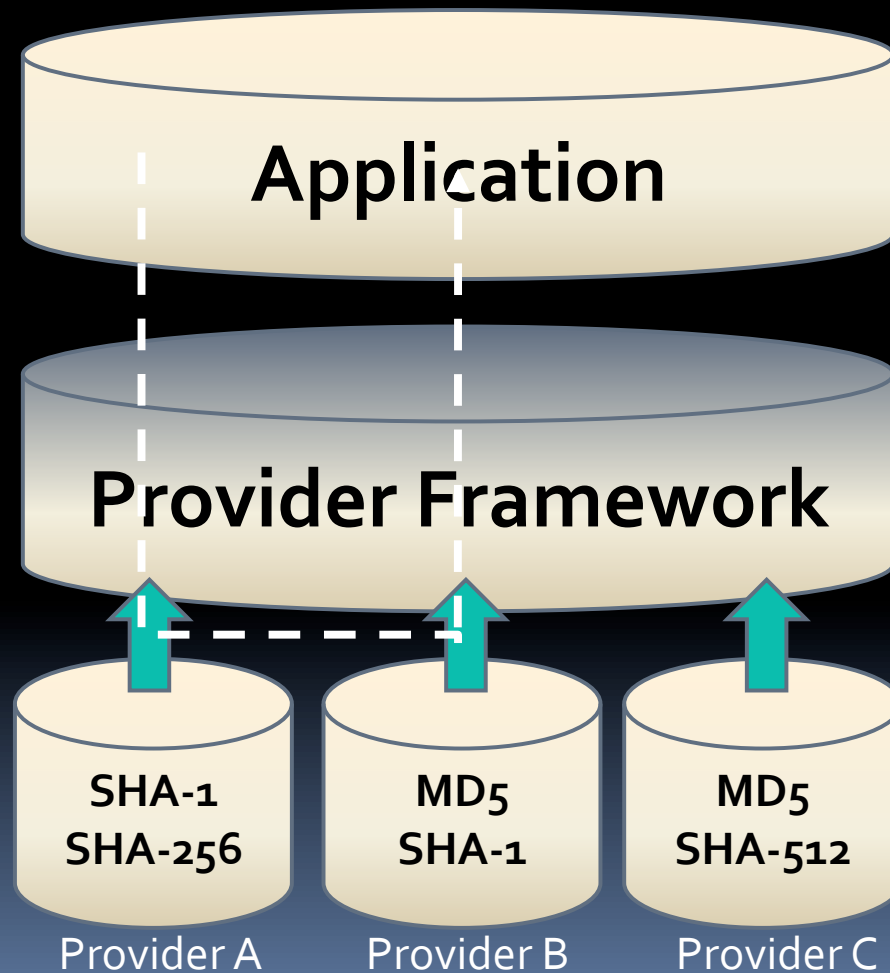 Application
Provider Framework
SHA-1
SHA-256
MD5
SHA-1
MD5
SHA-512
Provider A
Provider B
Provider C